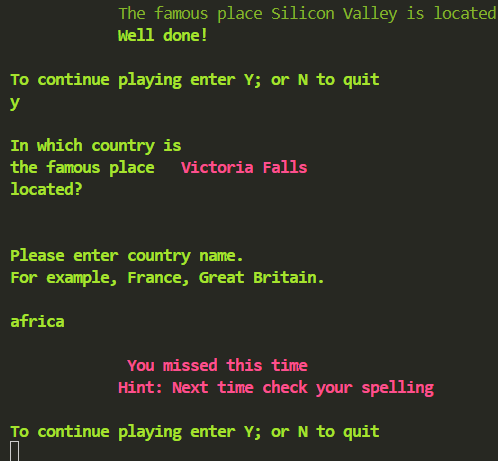 The famous place Silicon Valley is located
Well done!
To continue playing enter Y; or N to quit
y
In which country is
the famous place Victoria Falls
located?
Please enter country name.
For example, France, Great Britain.
africa
You missed this time
Hint: Next time check your spelling
To continue playing enter Y; or N to quit